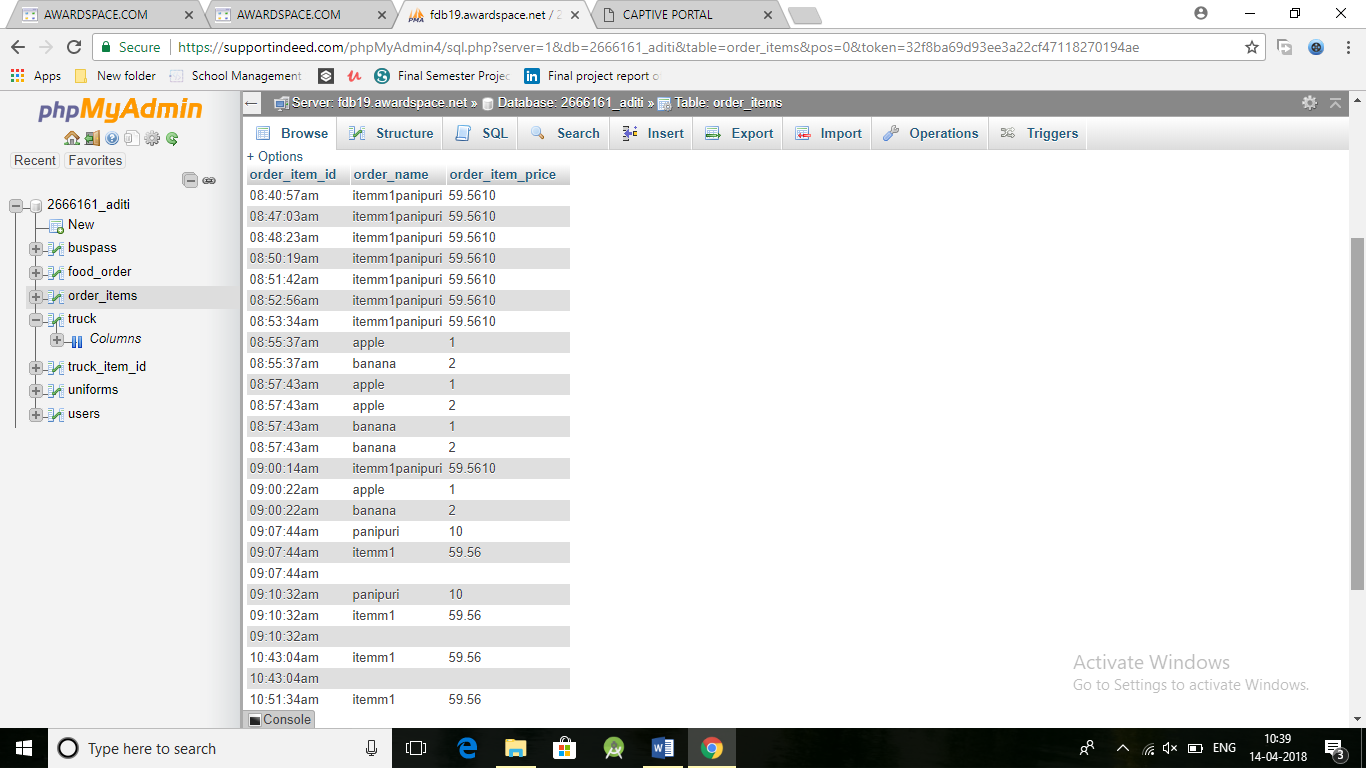 AWARDSPACE.COM
AWARDSPACE.COM
fdb19.awardspace.net / 2
CAPTIVE PORTAL
Secure
https://supportindeed.com/phpMyAdmin4/sql.php?server=1&db=2666161_aditi&table=order_items&pos=0&token=32f8ba69d93ee3a22cf47118270194ae
Apps New folder School Management Final Semester Projec Final project report o
phpMyAdmin
Recent Favorites
2666161_aditi
New
buspass
food_order
order_items
truck
Columns
truck_item_id
uniforms
users
Server: fdb19.awardspace.net » Database: 2666161_aditi » Table: order_items
Browse Structure SQL Search Insert Export Import Operations Triggers
+ Options
order_item_id order_name order_item_price
08:40:57am itemm1panipuri 59.5610
08:47:03am itemm1panipuri 59.5610
08:48:23am itemm1panipuri 59.5610
08:50:19am itemm1panipuri 59.5610
08:51:42am itemm1panipuri 59.5610
08:52:56am itemm1panipuri 59.5610
08:53:34am itemm1panipuri 59.5610
08:55:37am apple 1
08:55:37am banana 2
08:57:43am apple 1
08:57:43am apple 2
08:57:43am banana 1
08:57:43am banana 2
09:00:14am itemm1panipuri 59.5610
09:00:22am apple 1
09:00:22am banana 2
09:07:44am panipuri 10
09:07:44am itemm1 59.56
09:07:44am
09:10:32am panipuri 10
09:10:32am itemm1 59.56
09:10:32am
10:43:04am itemm1 59.56
10:43:04am
10:51:34am itemm1 59.56
Console
Activate Windows
Go to Settings to activate Windows.
Type here to search
ENG
10:39
14-04-2018
3